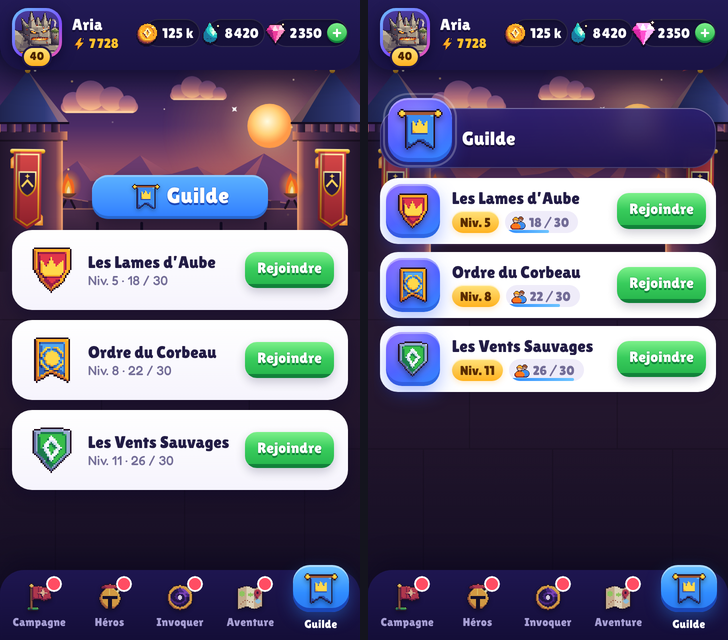 Aria
7728
125 k
8420
2350
40
Guilde
Les Lames d'Aube
Niv. 5 · 18 / 30
Rejoindre
Ordre du Corbeau
Niv. 8 · 22 / 30
Rejoindre
Les Vents Sauvages
Niv. 11 · 26 / 30
Rejoindre
Campagne
Héros
Invoquer
Aventure
Guilde
Aria
7728
125 k
8420
2350
40
Guilde
Les Lames d'Aube
Niv. 5
18 / 30
Rejoindre
Ordre du Corbeau
Niv. 8
22 / 30
Rejoindre
Les Vents Sauvages
Niv. 11
26 / 30
Rejoindre
Campagne
Héros
Invoquer
Aventure
Guilde